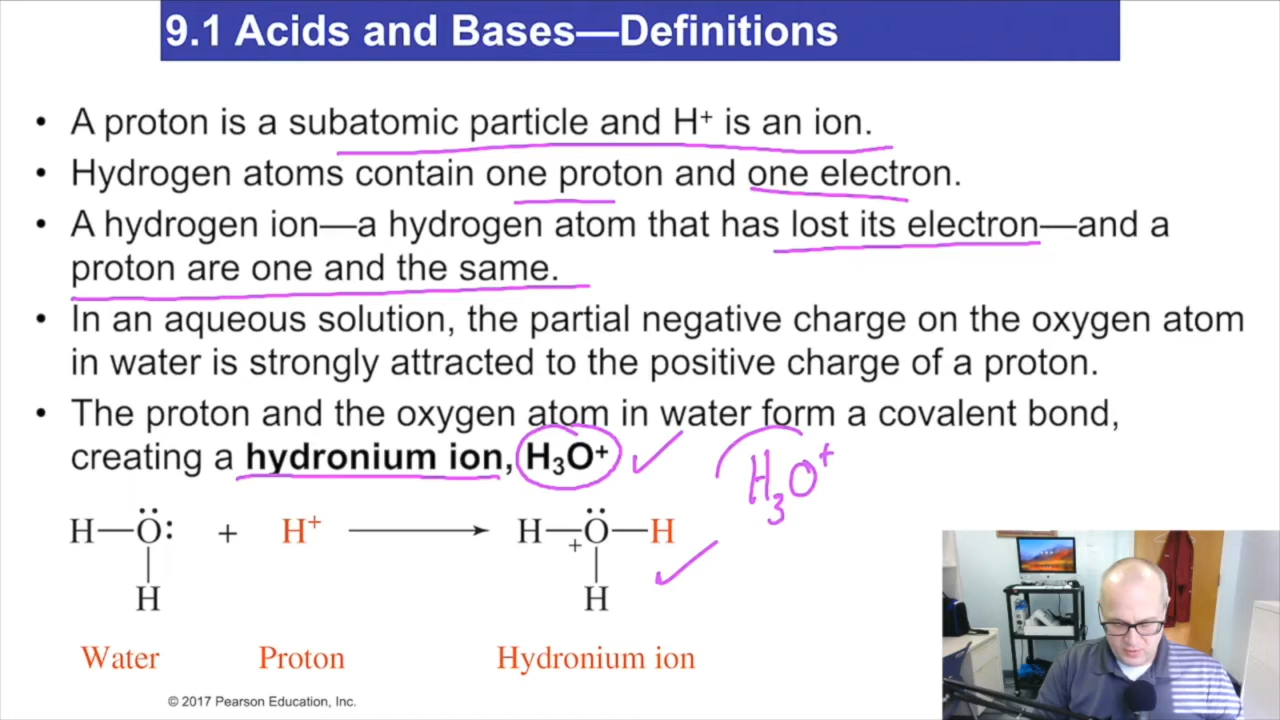 9.1 Acids and Bases—Definitions
• A proton is a subatomic particle and H⁺ is an ion.
• Hydrogen atoms contain one proton and one electron.
• A hydrogen ion—a hydrogen atom that has lost its electron—and a
proton are one and the same.
• In an aqueous solution, the partial negative charge on the oxygen atom
in water is strongly attracted to the positive charge of a proton.
• The proton and the oxygen atom in water form a covalent bond,
creating a hydronium ion, H₃O⁺
H₃O⁺
H—Ö: + H⁺ ⟶ H—Ö—H
+
H H
Water Proton Hydronium ion
© 2017 Pearson Education, Inc.